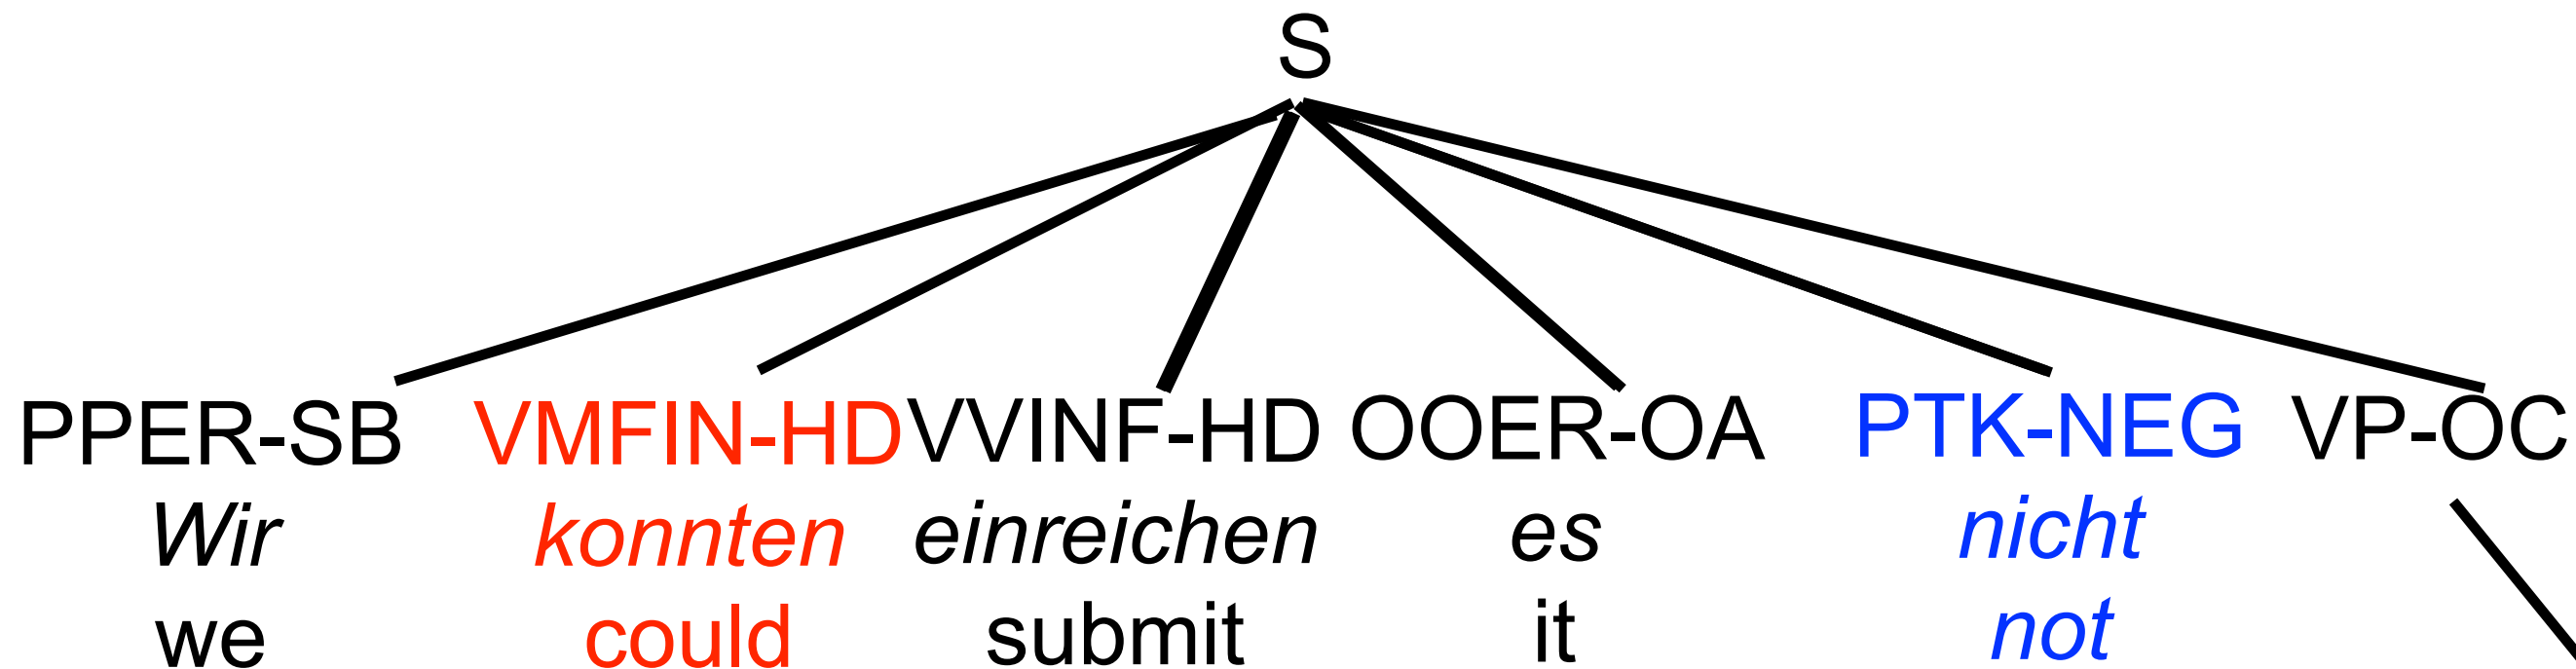 S
PPER-SB VMFIN-HD VVINF-HD OOER-OA PTK-NEG VP-OC
Wir konnten einreichen es nicht
we could submit it not